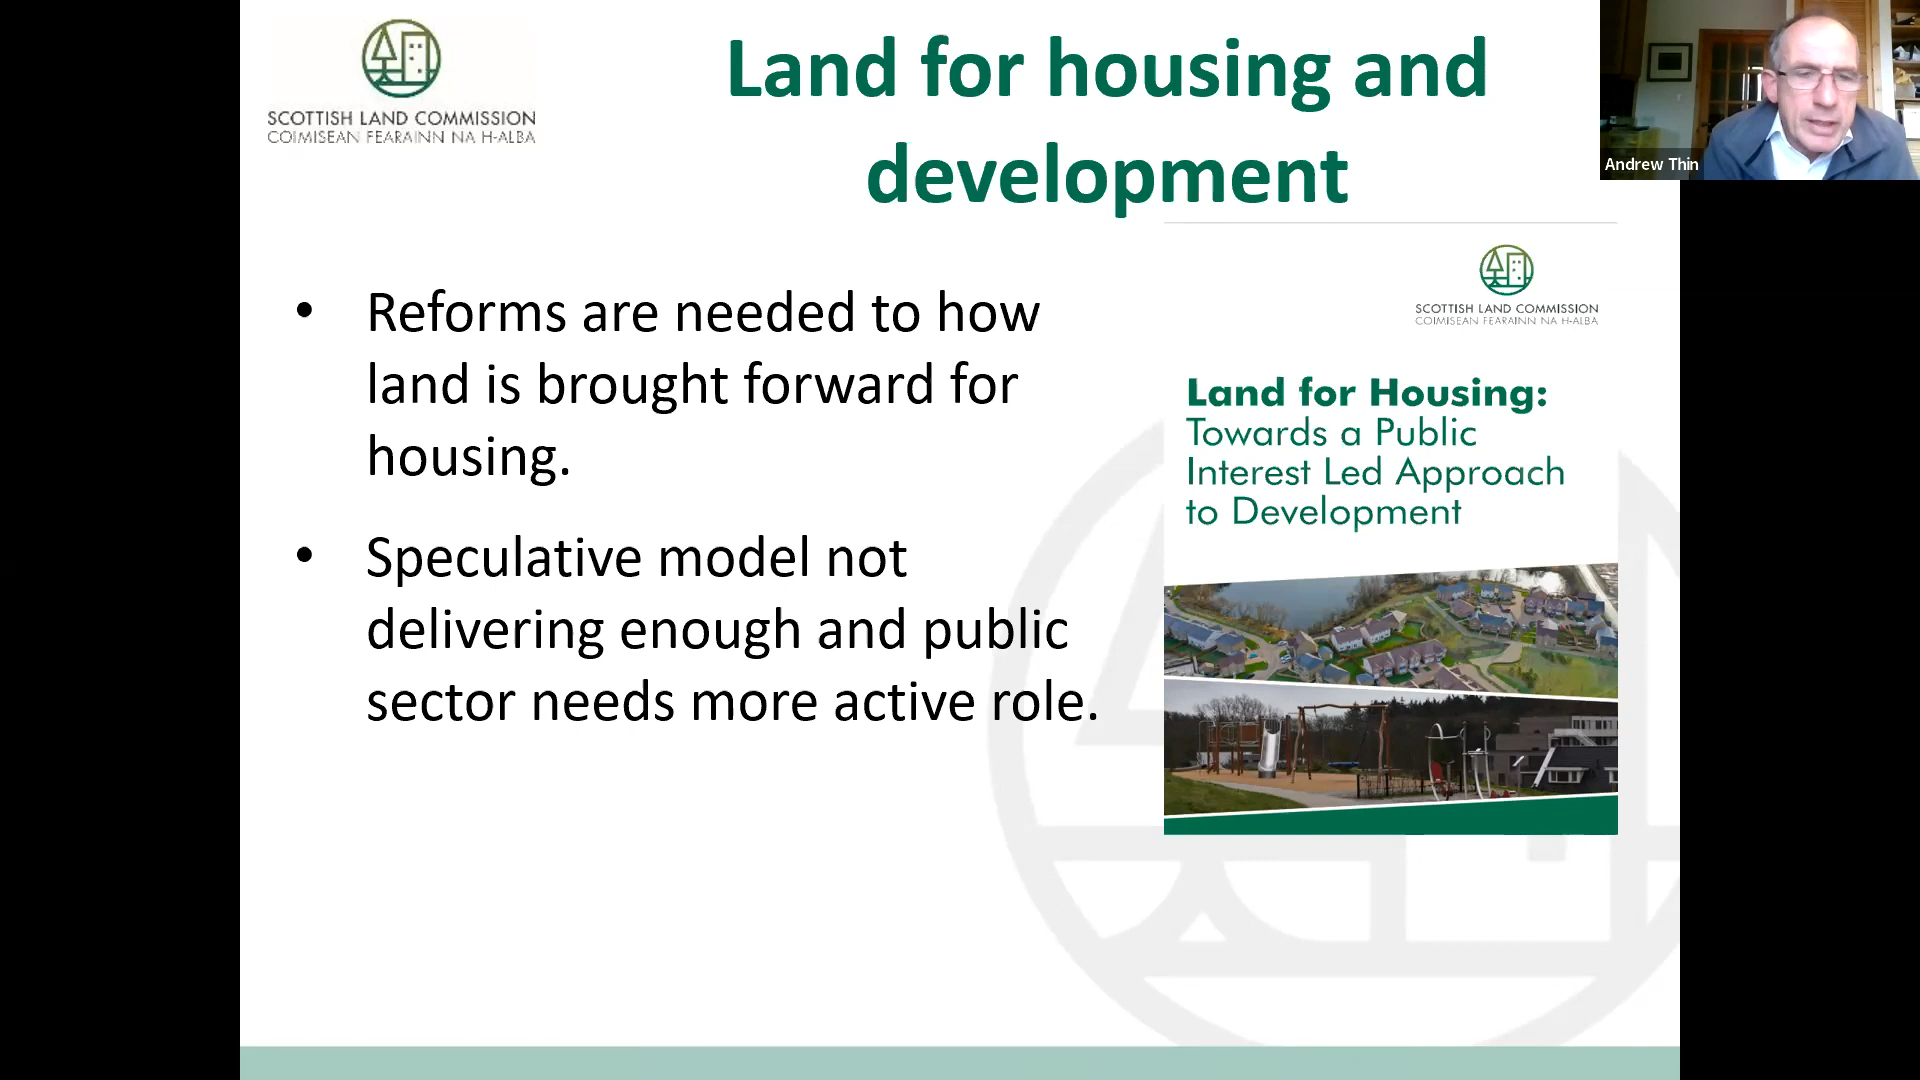 SCOTTISH LAND COMMISSION
COIMISEAN FEARAINN NA H-ALBA
Land for housing and
development
Andrew Thin
• Reforms are needed to how
land is brought forward for
housing.
• Speculative model not
delivering enough and public
sector needs more active role.
SCOTTISH LAND COMMISSION
COIMISEAN FEARAINN NA H-ALBA
Land for Housing:
Towards a Public
Interest Led Approach
to Development